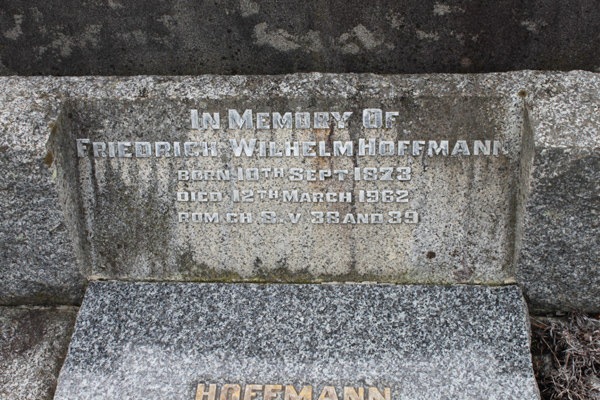 IN MEMORY OF
FRIEDRICH WILHELM HOFFMANN
BORN 10TH SEPT 1873
DIED 12TH MARCH 1962
ROM CH 8. V 38 AND 39
HOFFMANN